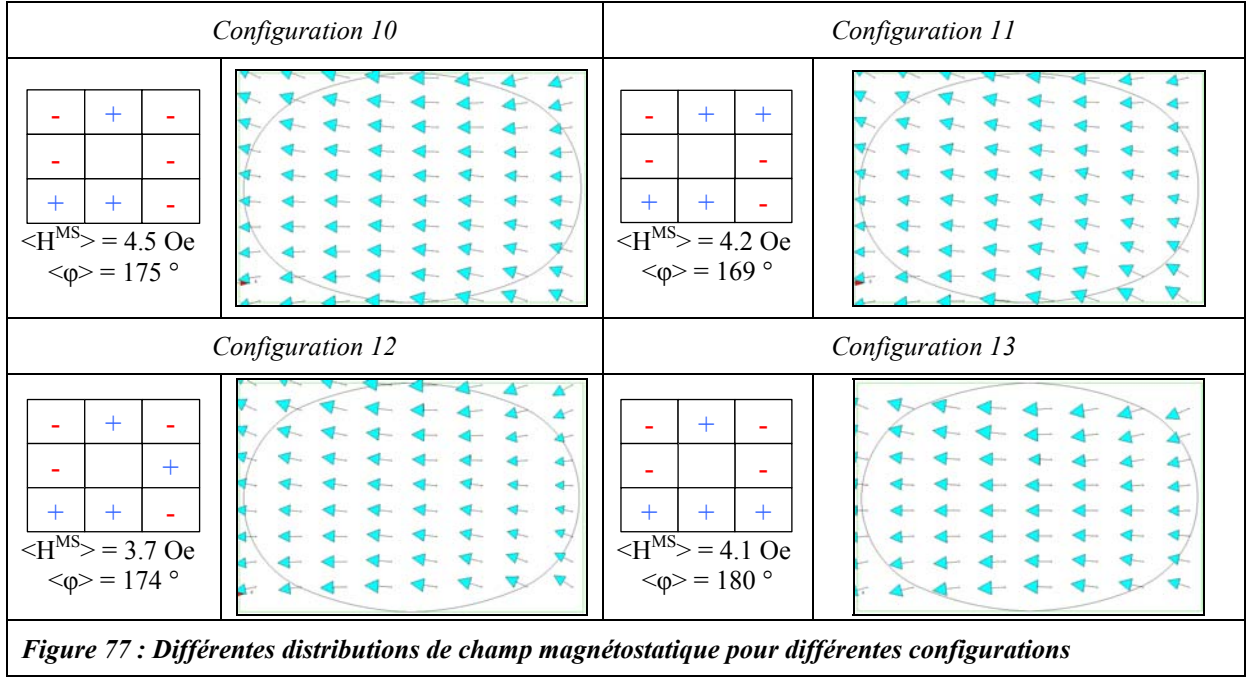 Configuration 10
Configuration 11
- + -
- -
+ + -
<H^MS> = 4.5 Oe
<φ> = 175 °
- + +
- -
+ + -
<H^MS> = 4.2 Oe
<φ> = 169 °
Configuration 12
Configuration 13
- + -
- +
+ + -
<H^MS> = 3.7 Oe
<φ> = 174 °
- + -
- -
+ + +
<H^MS> = 4.1 Oe
<φ> = 180 °
Figure 77 : Différentes distributions de champ magnétostatique pour différentes configurations